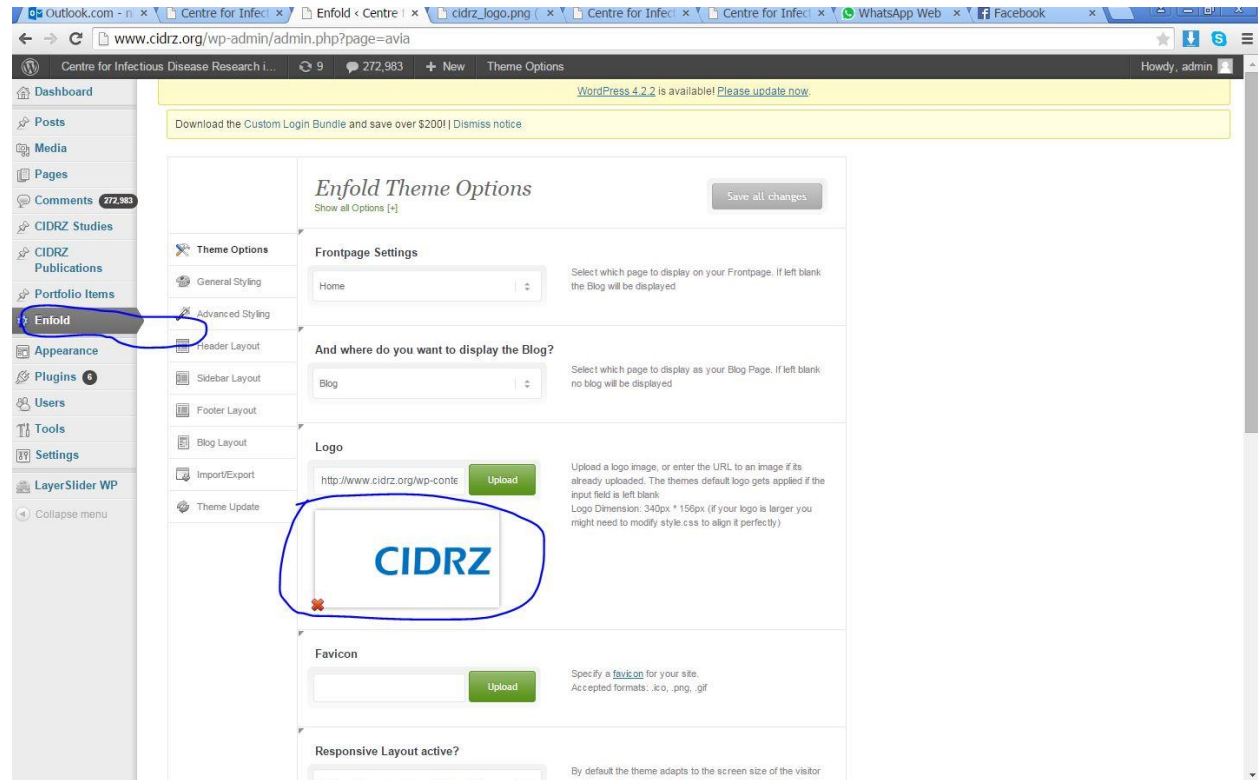 Outlook.com - n
Centre for Infect
Enfold ‹ Centre f
cidrz_logo.png (
Centre for Infect
Centre for Infect
WhatsApp Web
Facebook
www.cidrz.org/wp-admin/admin.php?page=avia
Centre for Infectious Disease Research i... 9 272,983 + New Theme Options Howdy, admin
Dashboard
Posts
Media
Pages
Comments 272,983
CIDRZ Studies
CIDRZ
Publications
Portfolio Items
Enfold
Appearance
Plugins 6
Users
Tools
Settings
LayerSlider WP
Collapse menu
WordPress 4.2.2 is available! Please update now.
Download the Custom Login Bundle and save over $200! | Dismiss notice
Enfold Theme Options
Show all Options [+]
Save all changes
Theme Options
General Styling
Advanced Styling
Header Layout
Sidebar Layout
Footer Layout
Blog Layout
Import/Export
Theme Update
Frontpage Settings
Home
Select which page to display on your Frontpage. If left blank
the Blog will be displayed
And where do you want to display the Blog?
Blog
Select which page to display as your Blog Page. If left blank
no blog will be displayed
Logo
http://www.cidrz.org/wp-conte
Upload
Upload a logo image, or enter the URL to an image if its
already uploaded. The themes default logo gets applied if the
input field is left blank
Logo Dimension: 340px * 156px (if your logo is larger you
might need to modify style.css to align it perfectly)
CIDRZ
Favicon
Upload
Specify a favicon for your site.
Accepted formats: .ico, .png, .gif
Responsive Layout active?
By default the theme adapts to the screen size of the visitor